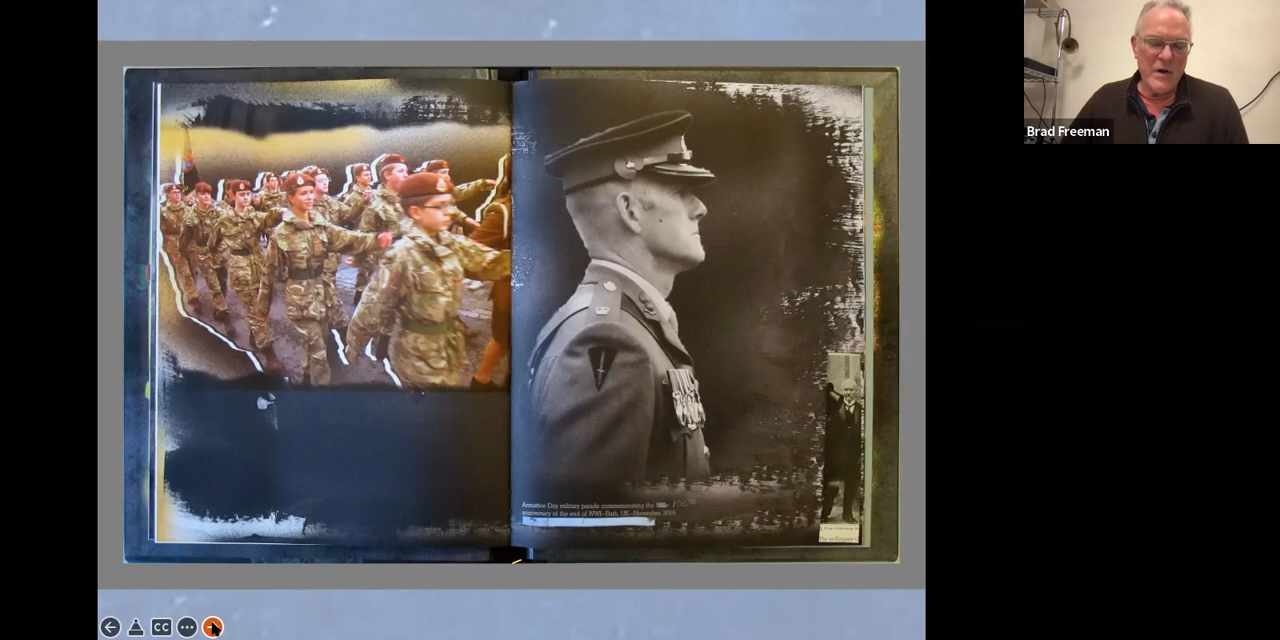 Brad Freeman
Armistice Day military parade commemorating the
anniversary of the end of WWI–Bath, UK–November, 2018
CC